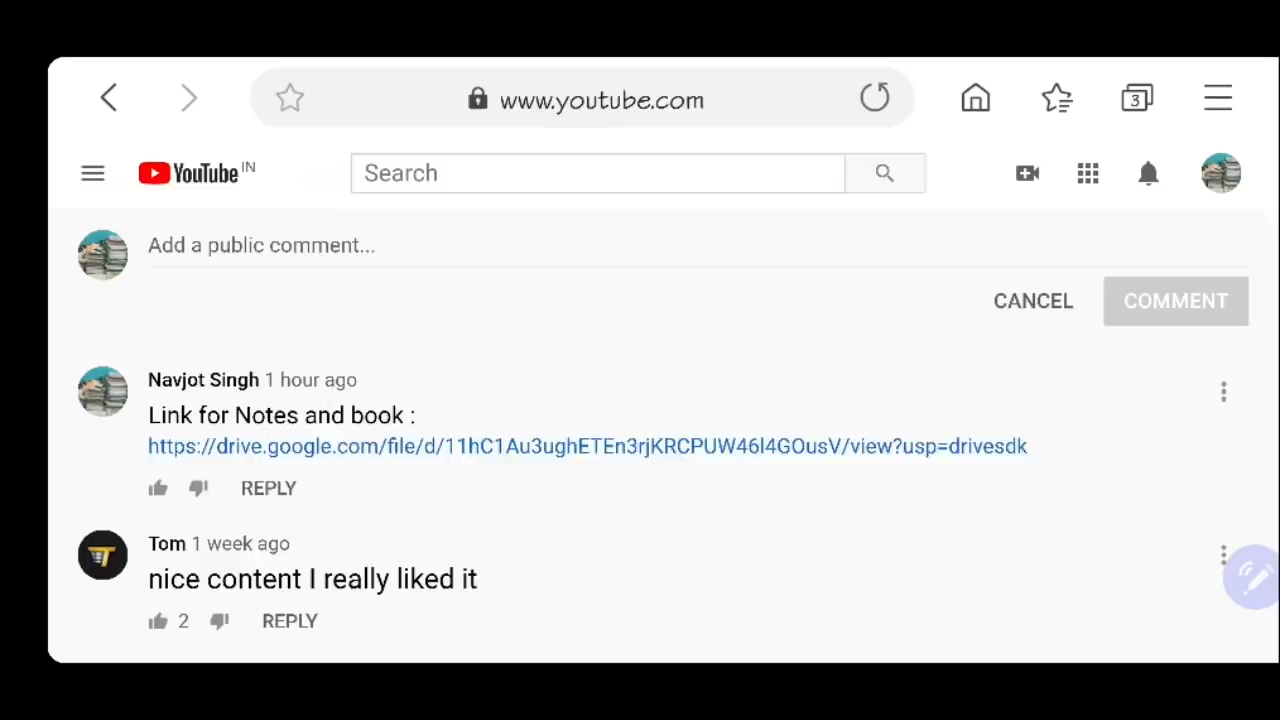 www.youtube.com
3
YouTube IN
Search
Add a public comment...
CANCEL
COMMENT
Navjot Singh 1 hour ago
Link for Notes and book :
https://drive.google.com/file/d/11hC1Au3ughETEn3rjKRCPUW46l4GOusV/view?usp=drivesdk
REPLY
Tom 1 week ago
nice content I really liked it
2 REPLY